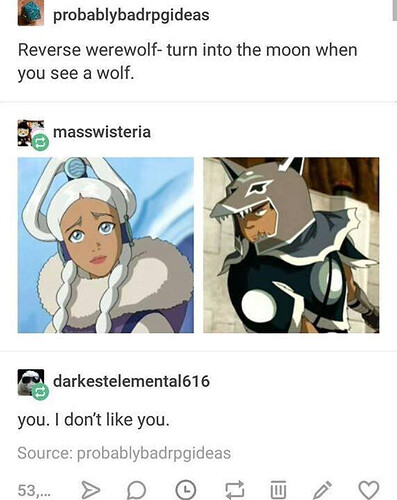 probablybadrpgideas
Reverse werewolf- turn into the moon when
you see a wolf.
masswisteria
darkestelemental616
you. I don't like you.
Source: probablybadrpgideas
53,...